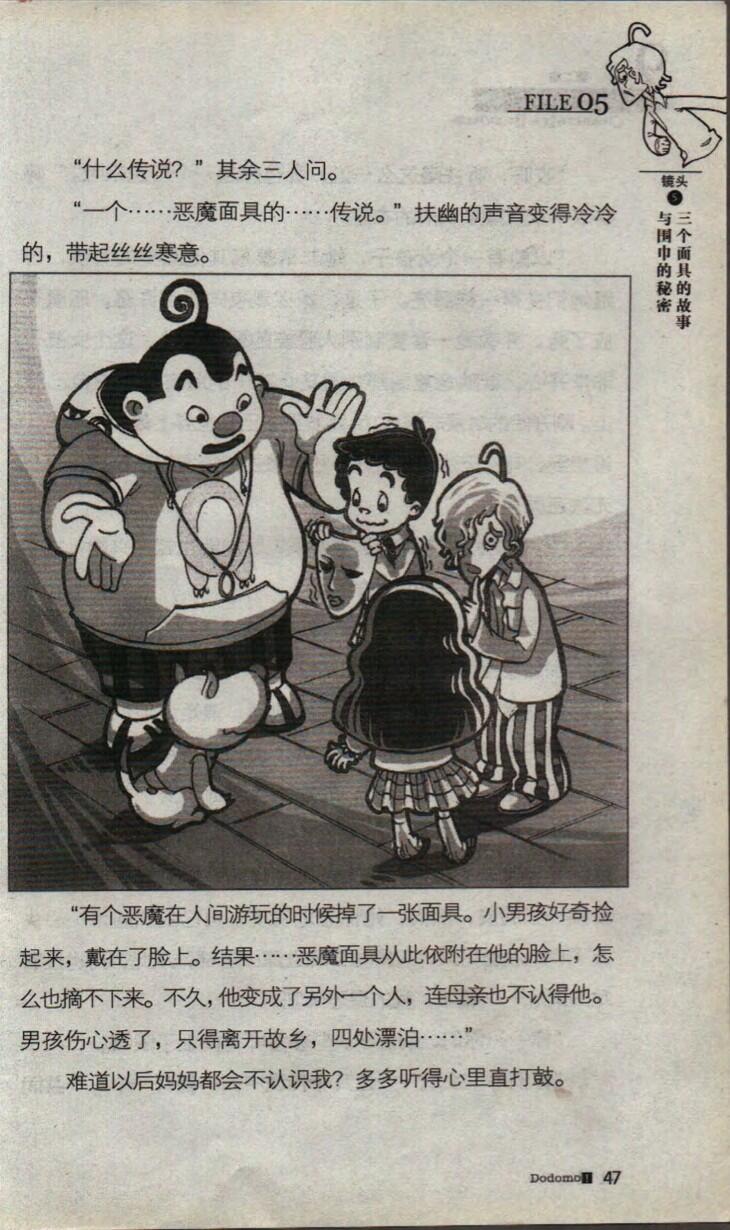 FILE 05
镜头
5
三个面具的故事
与围巾的秘密
“什么传说？”其余三人问。
“一个……恶魔面具的……传说。”扶幽的声音变得冷冷
的，带起丝丝寒意。
“有个恶魔在人间游玩的时候掉了一张面具。小男孩好奇捡
起来，戴在了脸上。结果……恶魔面具从此依附在他的脸上，怎
么也摘不下来。不久，他变成了另外一个人，连母亲也不认得他。
男孩伤心透了，只得离开故乡，四处漂泊……”
难道以后妈妈都会不认识我？多多听得心里直打鼓。
Dodomo 1 47